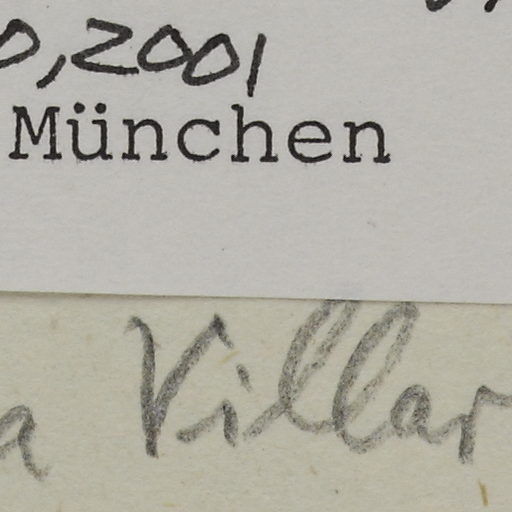 0, 2001
München
a Villar